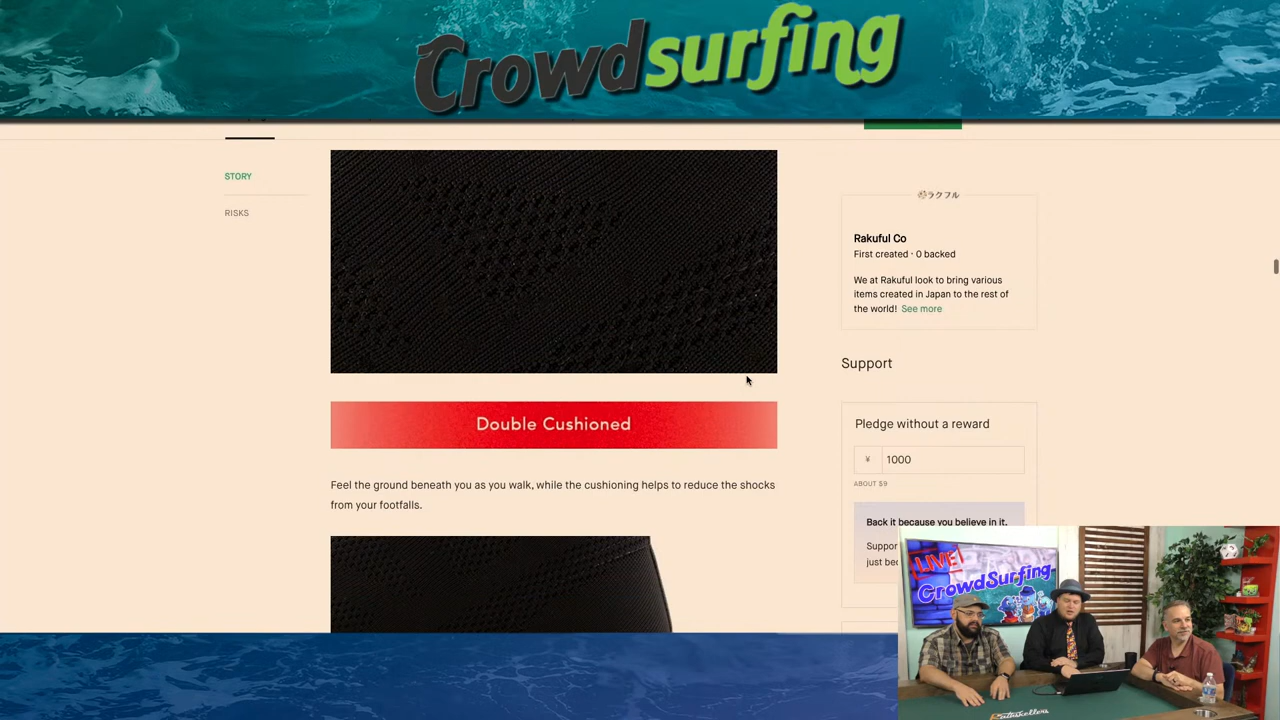 Crowdsurfing
STORY
RISKS
Double Cushioned
Feel the ground beneath you as you walk, while the cushioning helps to reduce the shocks
from your footfalls.
ラクフル
Rakuful Co
First created · 0 backed
We at Rakuful look to bring various
items created in Japan to the rest of
the world! See more
Support
Pledge without a reward
¥ 1000
ABOUT $9
Back it because you believe in it.
Suppor
just bec
LIVE!
CrowdSurfing